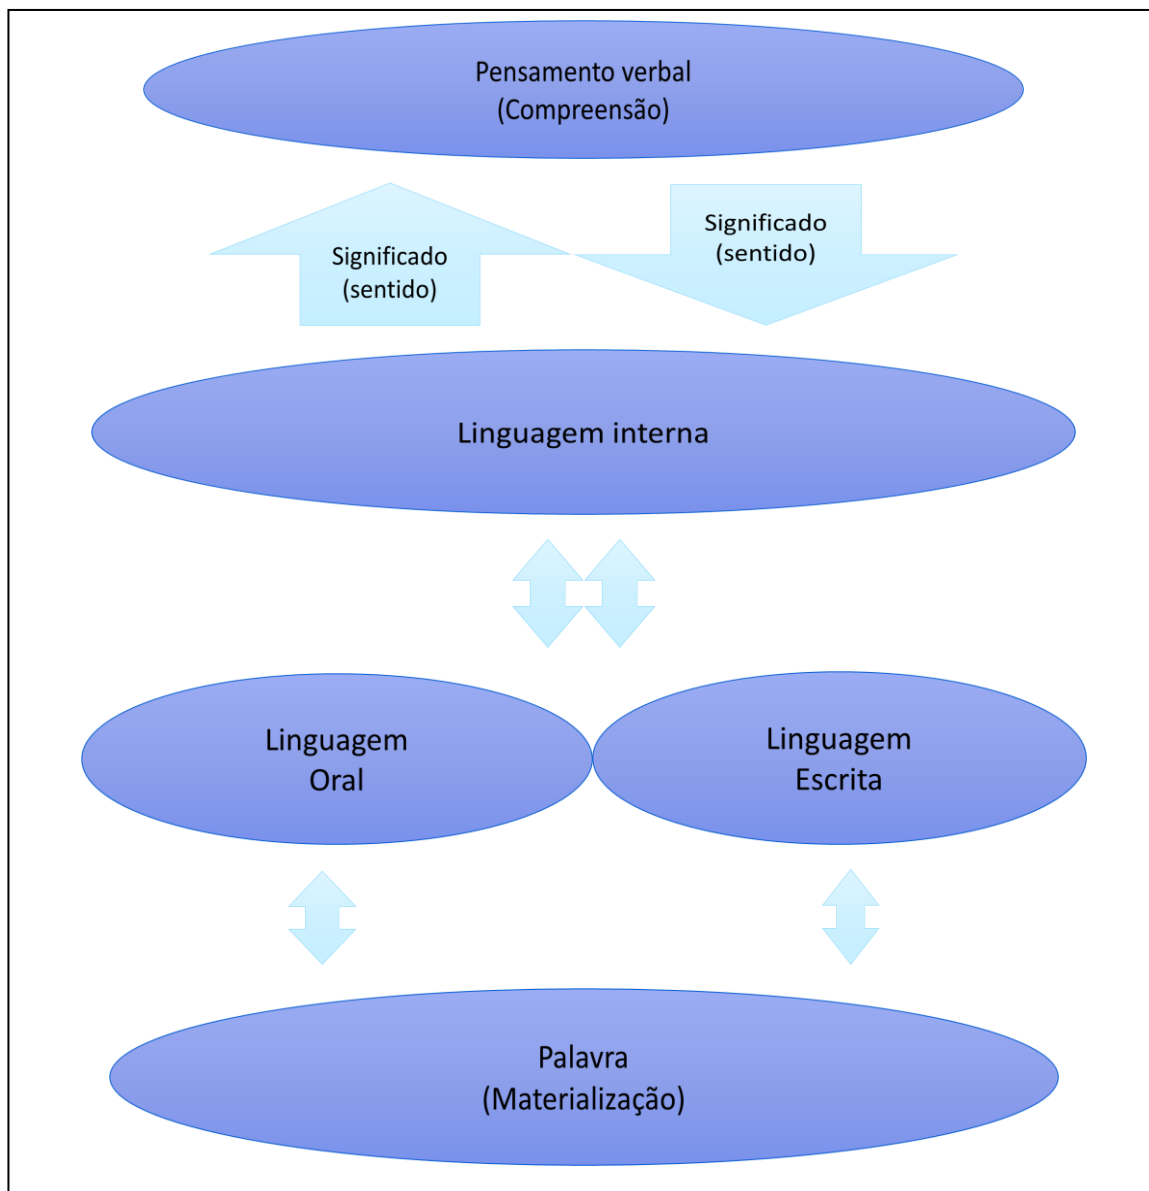 Pensamento verbal
(Compreensão)
Significado
(sentido)
Significado
(sentido)
Linguagem interna
Linguagem
Oral
Linguagem
Escrita
Palavra
(Materialização)